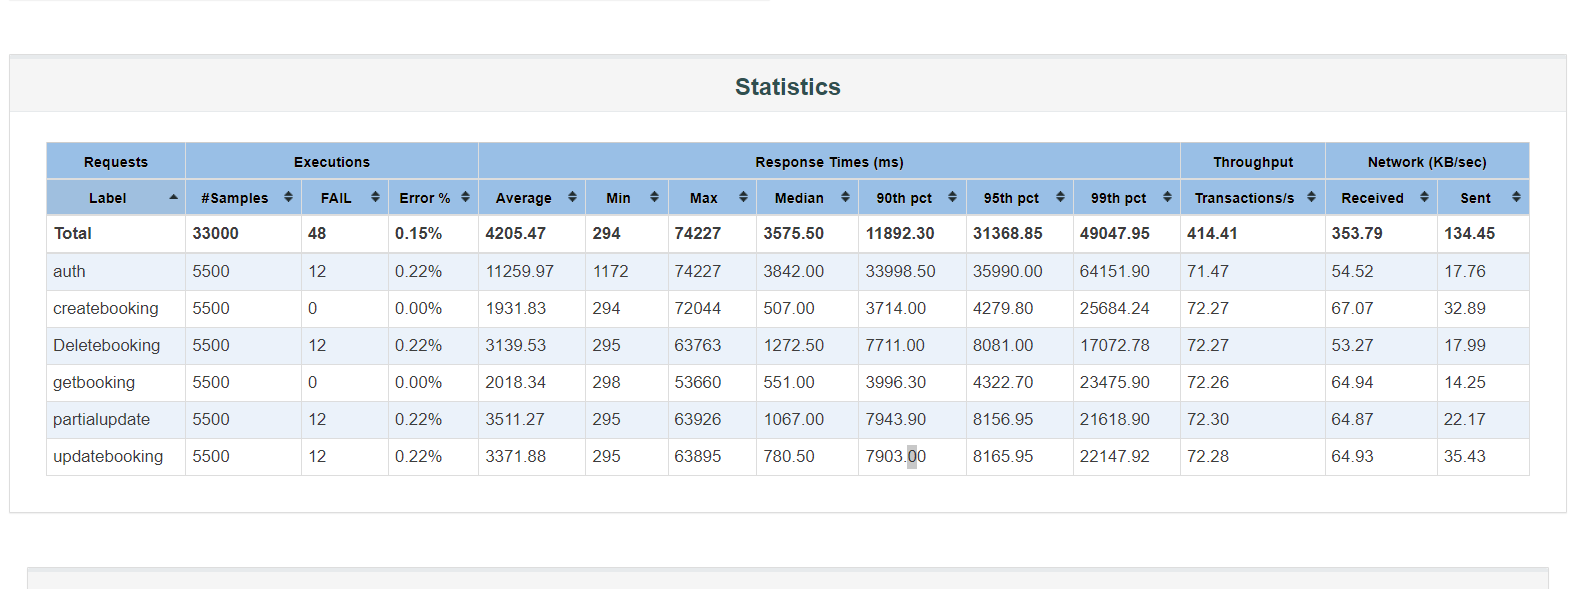 Statistics
Requests Executions Response Times (ms) Throughput Network (KB/sec)
Label #Samples FAIL Error % Average Min Max Median 90th pct 95th pct 99th pct Transactions/s Received Sent
Total 33000 48 0.15% 4205.47 294 74227 3575.50 11892.30 31368.85 49047.95 414.41 353.79 134.45
auth 5500 12 0.22% 11259.97 1172 74227 3842.00 33998.50 35990.00 64151.90 71.47 54.52 17.76
createbooking 5500 0 0.00% 1931.83 294 72044 507.00 3714.00 4279.80 25684.24 72.27 67.07 32.89
Deletebooking 5500 12 0.22% 3139.53 295 63763 1272.50 7711.00 8081.00 17072.78 72.27 53.27 17.99
getbooking 5500 0 0.00% 2018.34 298 53660 551.00 3996.30 4322.70 23475.90 72.26 64.94 14.25
partialupdate 5500 12 0.22% 3511.27 295 63926 1067.00 7943.90 8156.95 21618.90 72.30 64.87 22.17
updatebooking 5500 12 0.22% 3371.88 295 63895 780.50 7903.00 8165.95 22147.92 72.28 64.93 35.43